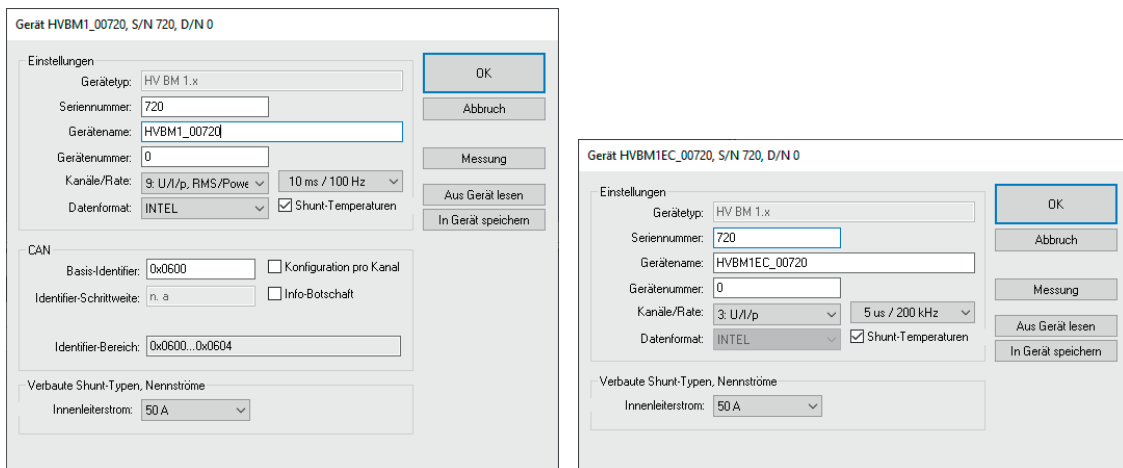 Gerät HVBM1_00720, S/N 720, D/N 0
Einstellungen
Gerätetyp: HV BM 1.x
OK
Seriennummer: 720
Abbruch
Gerätename: HVBM1_00720
Gerätenummer: 0
Messung
Kanäle/Rate: 9: U/I/p, RMS/Powe 10 ms / 100 Hz
Aus Gerät lesen
Datenformat: INTEL Shunt-Temperaturen
In Gerät speichern
CAN
Basis-Identifier: 0x0600 Konfiguration pro Kanal
Identifier-Schrittweite: n. a Info-Botschaft
Identifier-Bereich: 0x0600...0x0604
Verbaute Shunt-Typen, Nennströme
Innenleiterstrom: 50 A
Gerät HVBM1EC_00720, S/N 720, D/N 0
Einstellungen
Gerätetyp: HV BM 1.x
OK
Seriennummer: 720
Abbruch
Gerätename: HVBM1EC_00720
Gerätenummer: 0
Messung
Kanäle/Rate: 3: U/I/p 5 us / 200 kHz
Aus Gerät lesen
Datenformat: INTEL Shunt-Temperaturen
In Gerät speichern
Verbaute Shunt-Typen, Nennströme
Innenleiterstrom: 50 A